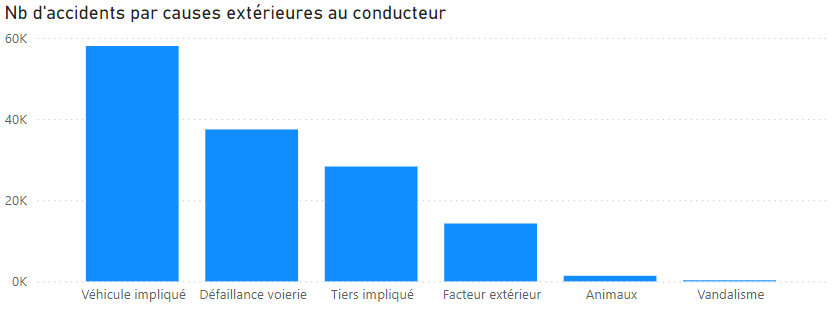 Nb d'accidents par causes extérieures au conducteur
60K
40K
20K
0K
Véhicule impliqué Défaillance voierie Tiers impliqué Facteur extérieur Animaux Vandalisme